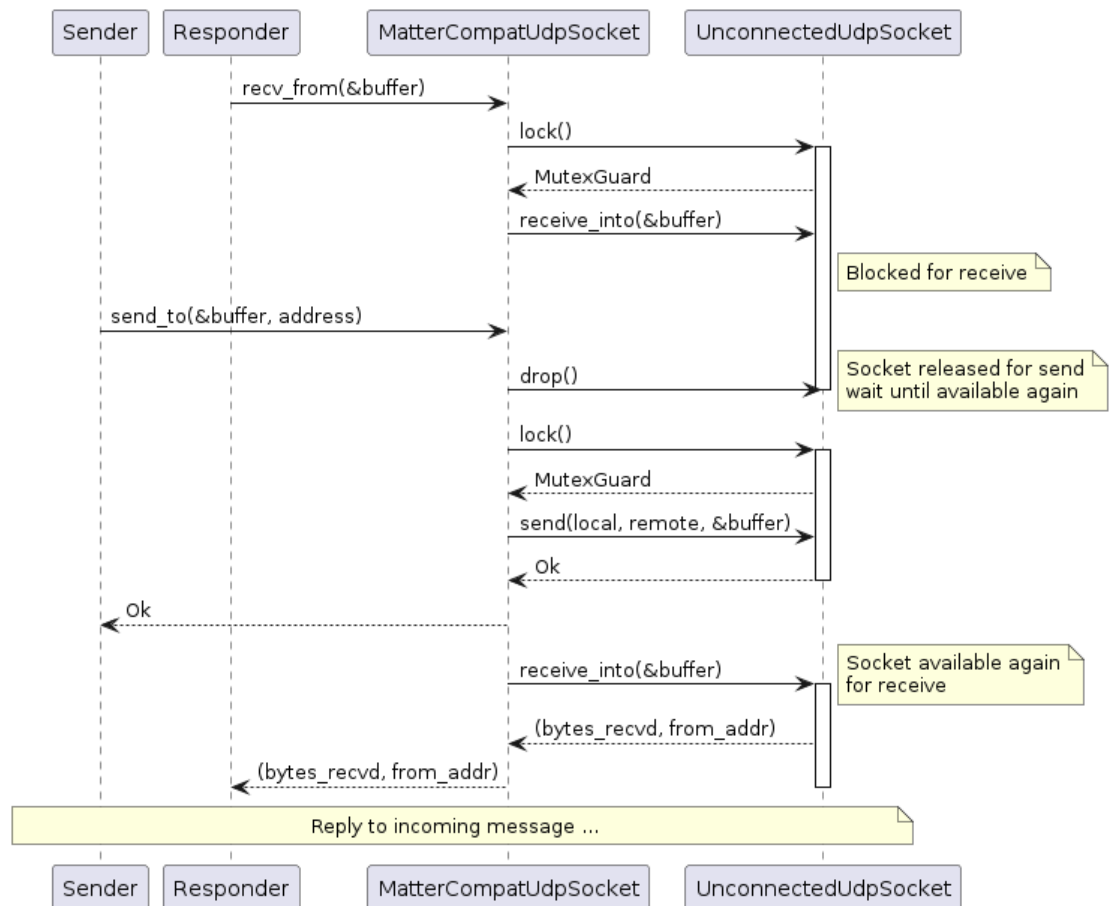 Sender Responder MatterCompatUdpSocket UnconnectedUdpSocket
recv_from(&buffer)
lock()
MutexGuard
receive_into(&buffer)
Blocked for receive
send_to(&buffer, address)
Socket released for send
wait until available again
drop()
lock()
MutexGuard
send(local, remote, &buffer)
Ok
Ok
Socket available again
for receive
receive_into(&buffer)
(bytes_recvd, from_addr)
(bytes_recvd, from_addr)
Reply to incoming message ...
Sender Responder MatterCompatUdpSocket UnconnectedUdpSocket